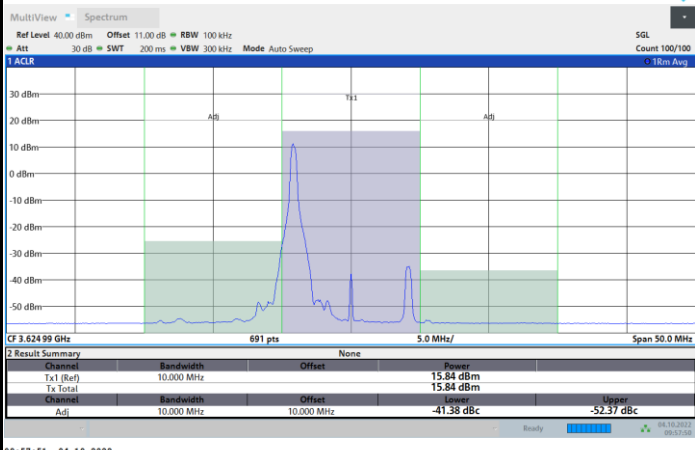 MultiView Spectrum
Ref Level 40.00 dBm Offset 11.00 dB RBW 100 kHz SGL
Att 30 dB SWT 200 ms VBW 300 kHz Mode Auto Sweep Count 100/100
1 ACLR 1Rm Avg
30 dBm
Tx1
20 dBm
Adj Adj
10 dBm
0 dBm
-10 dBm
-20 dBm
-30 dBm
-40 dBm
-50 dBm
CF 3.624 99 GHz 691 pts 5.0 MHz/ Span 50.0 MHz
2 Result Summary None
Channel Bandwidth Offset Power
Tx1 (Ref) 10.000 MHz 15.84 dBm
Tx Total 15.84 dBm
Channel Bandwidth Offset Lower Upper
Adj 10.000 MHz 10.000 MHz -41.38 dBc -52.37 dBc
Ready 04.10.2022
09:57:50